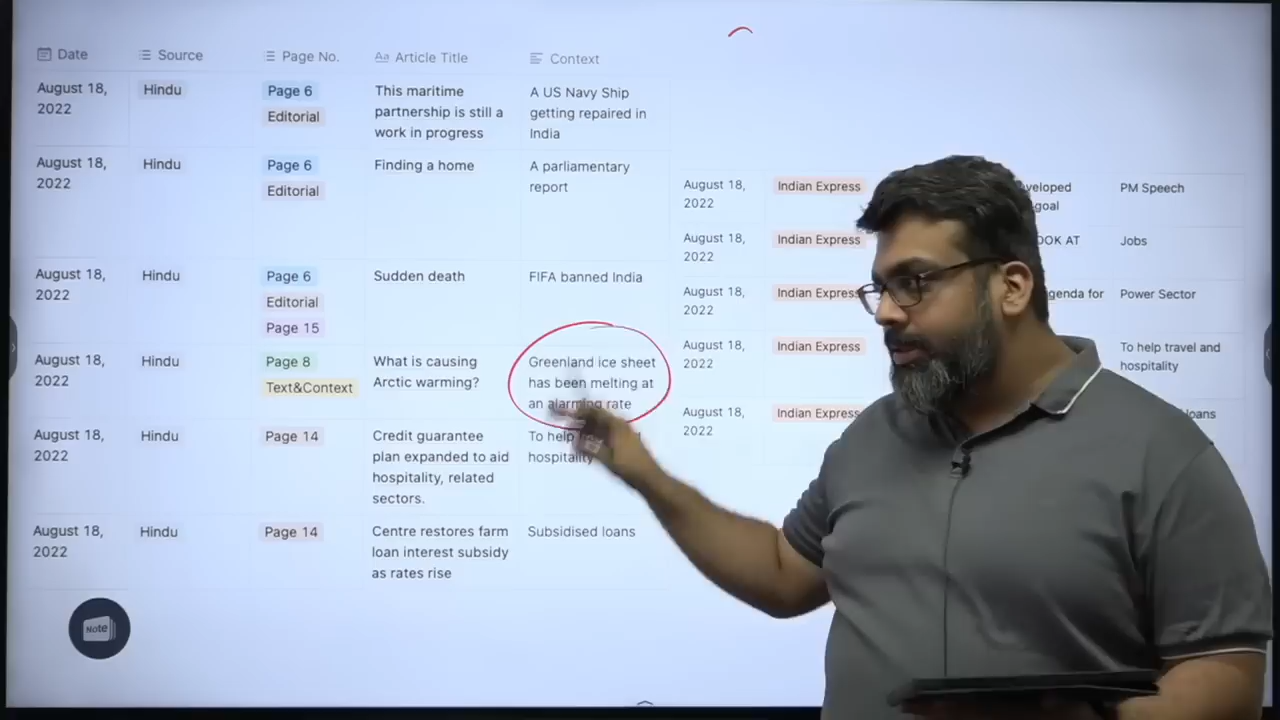 Date
Source
Page No.
Aa Article Title
Context
August 18,
2022
Hindu
Page 6
Editorial
This maritime
partnership is still a
work in progress
A US Navy Ship
getting repaired in
India
August 18,
2022
Hindu
Page 6
Editorial
Finding a home
A parliamentary
report
August 18,
2022
Hindu
Page 6
Editorial
Page 15
Sudden death
FIFA banned India
August 18,
2022
Hindu
Page 8
Text&Context
What is causing
Arctic warming?
Greenland ice sheet
has been melting at
an alarming rate
August 18,
2022
Hindu
Page 14
Credit guarantee
plan expanded to aid
hospitality, related
sectors.
To help
hospitality
August 18,
2022
Hindu
Page 14
Centre restores farm
loan interest subsidy
as rates rise
Subsidised loans
August 18,
2022
Indian Express
goal
PM Speech
August 18,
2022
Indian Express
AT
Jobs
August 18,
2022
Indian Express
genda for
Power Sector
August 18,
2022
Indian Express
To help travel and
hospitality
August 18,
2022
Indian Express
loans
Note